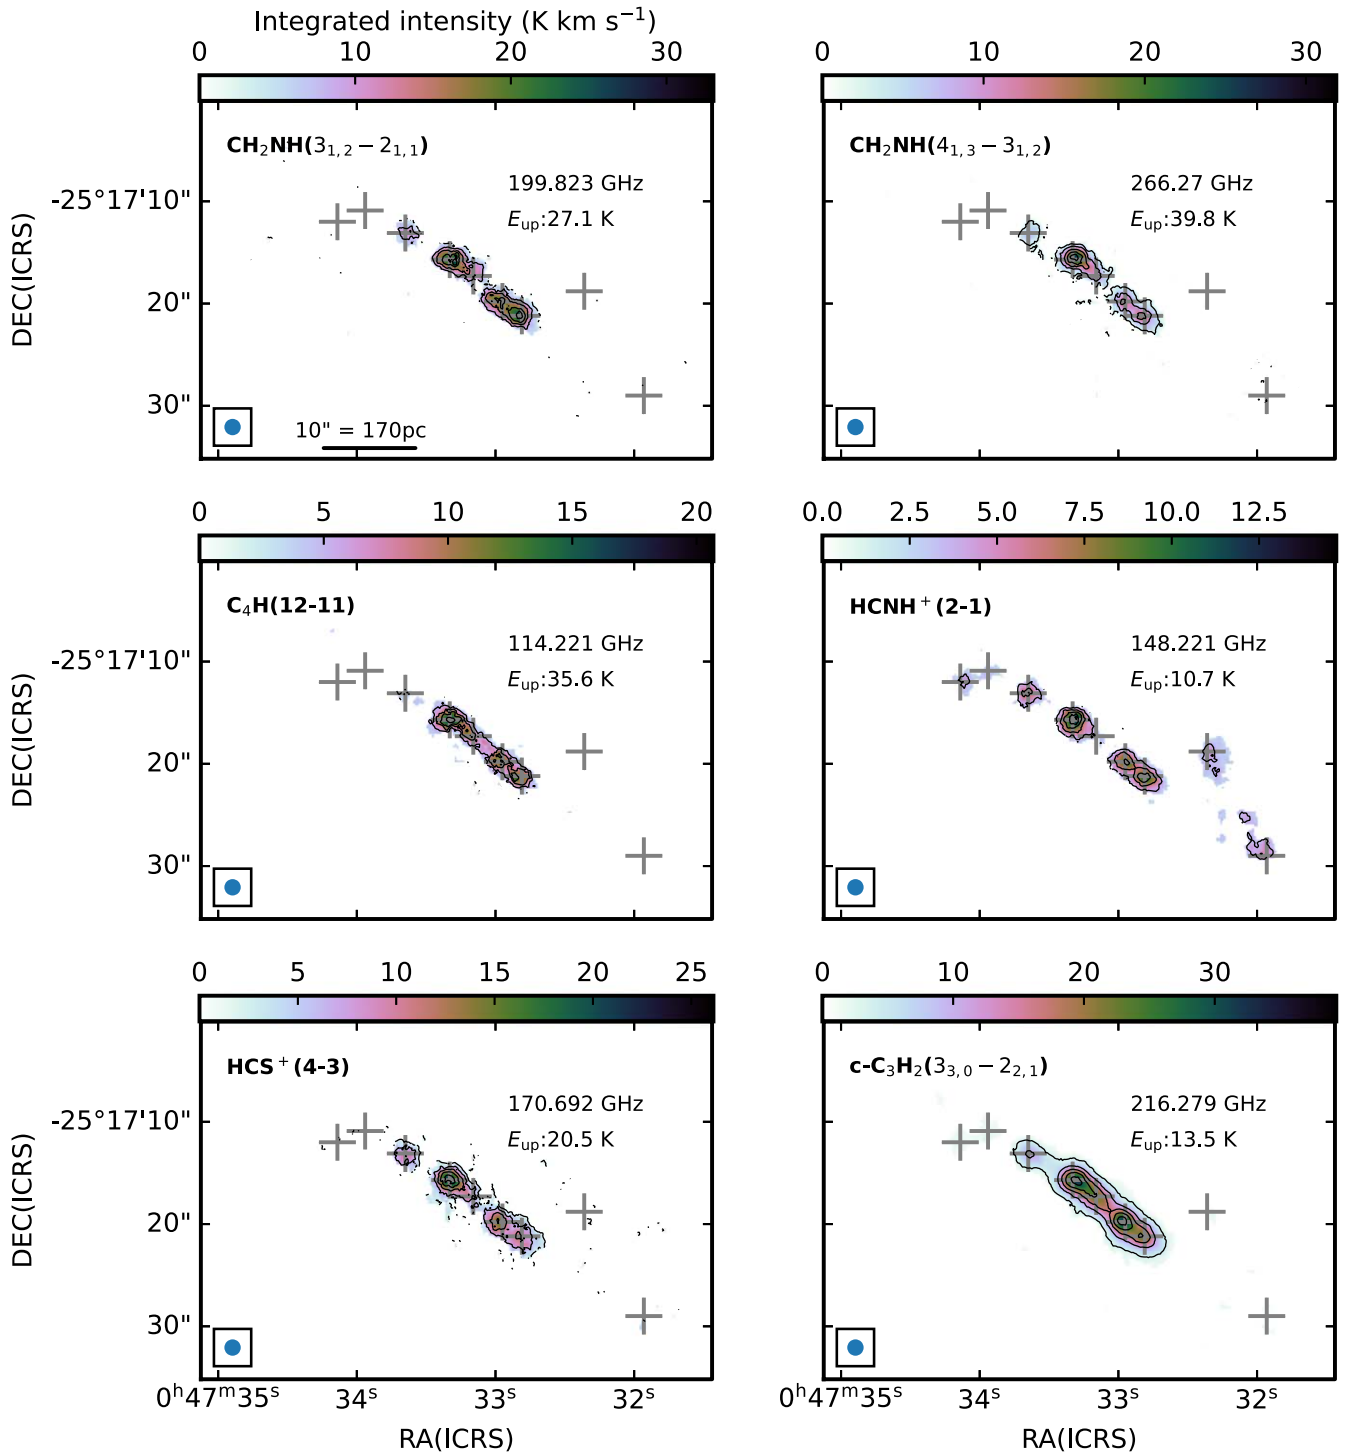 Integrated intensity (K km s⁻¹)
0 10 20 30
0 10 20 30
CH₂NH(3₁,₂ − 2₁,₁)
199.823 GHz
E_up:27.1 K
CH₂NH(4₁,₃ − 3₁,₂)
266.27 GHz
E_up:39.8 K
-25°17'10"
20"
30"
DEC(ICRS)
10" = 170pc
0 5 10 15 20
0.0 2.5 5.0 7.5 10.0 12.5
C₄H(12-11)
114.221 GHz
E_up:35.6 K
HCNH⁺(2-1)
148.221 GHz
E_up:10.7 K
-25°17'10"
20"
30"
DEC(ICRS)
0 5 10 15 20 25
0 10 20 30
HCS⁺(4-3)
170.692 GHz
E_up:20.5 K
c-C₃H₂(3₃,₀ − 2₂,₁)
216.279 GHz
E_up:13.5 K
-25°17'10"
20"
30"
DEC(ICRS)
0ʰ47ᵐ35ˢ 34ˢ 33ˢ 32ˢ
0ʰ47ᵐ35ˢ 34ˢ 33ˢ 32ˢ
RA(ICRS)
RA(ICRS)